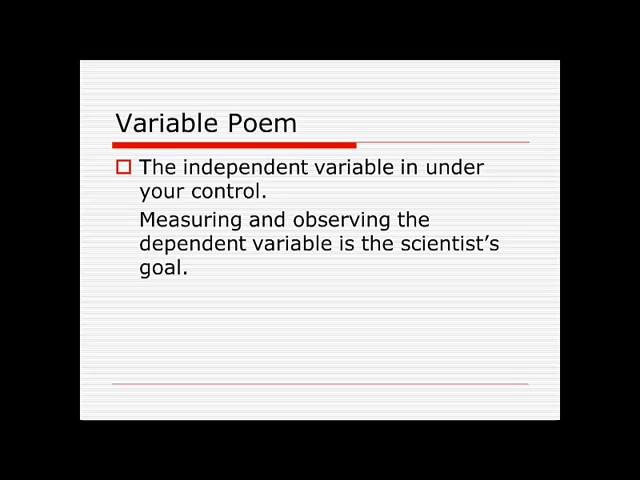 Variable Poem
The independent variable in under
your control.
Measuring and observing the
dependent variable is the scientist’s
goal.